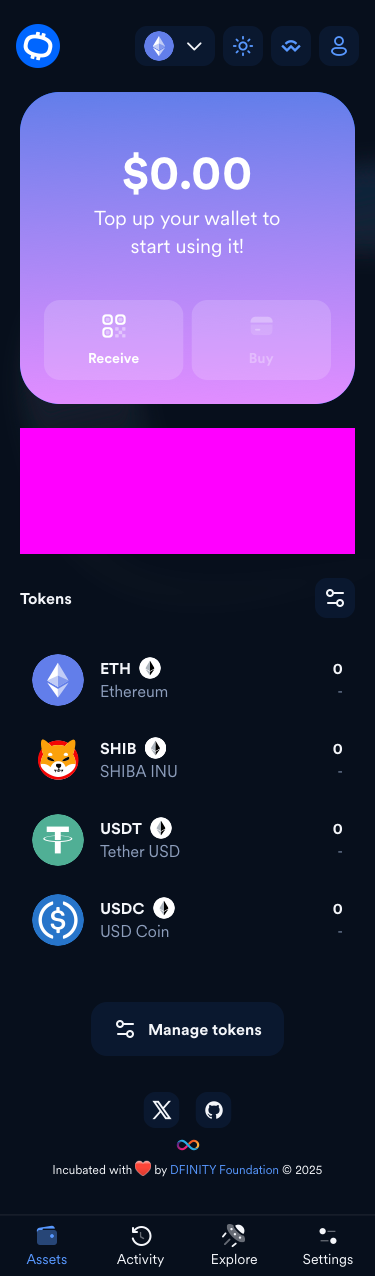 $0.00
Top up your wallet to
start using it!
Receive
Buy
Tokens
ETH
0
Ethereum
-
SHIB
0
SHIBA INU
-
USDT
0
Tether USD
-
USDC
0
USD Coin
-
Manage tokens
Incubated with ❤️ by DFINITY Foundation © 2025
Assets
Activity
Explore
Settings